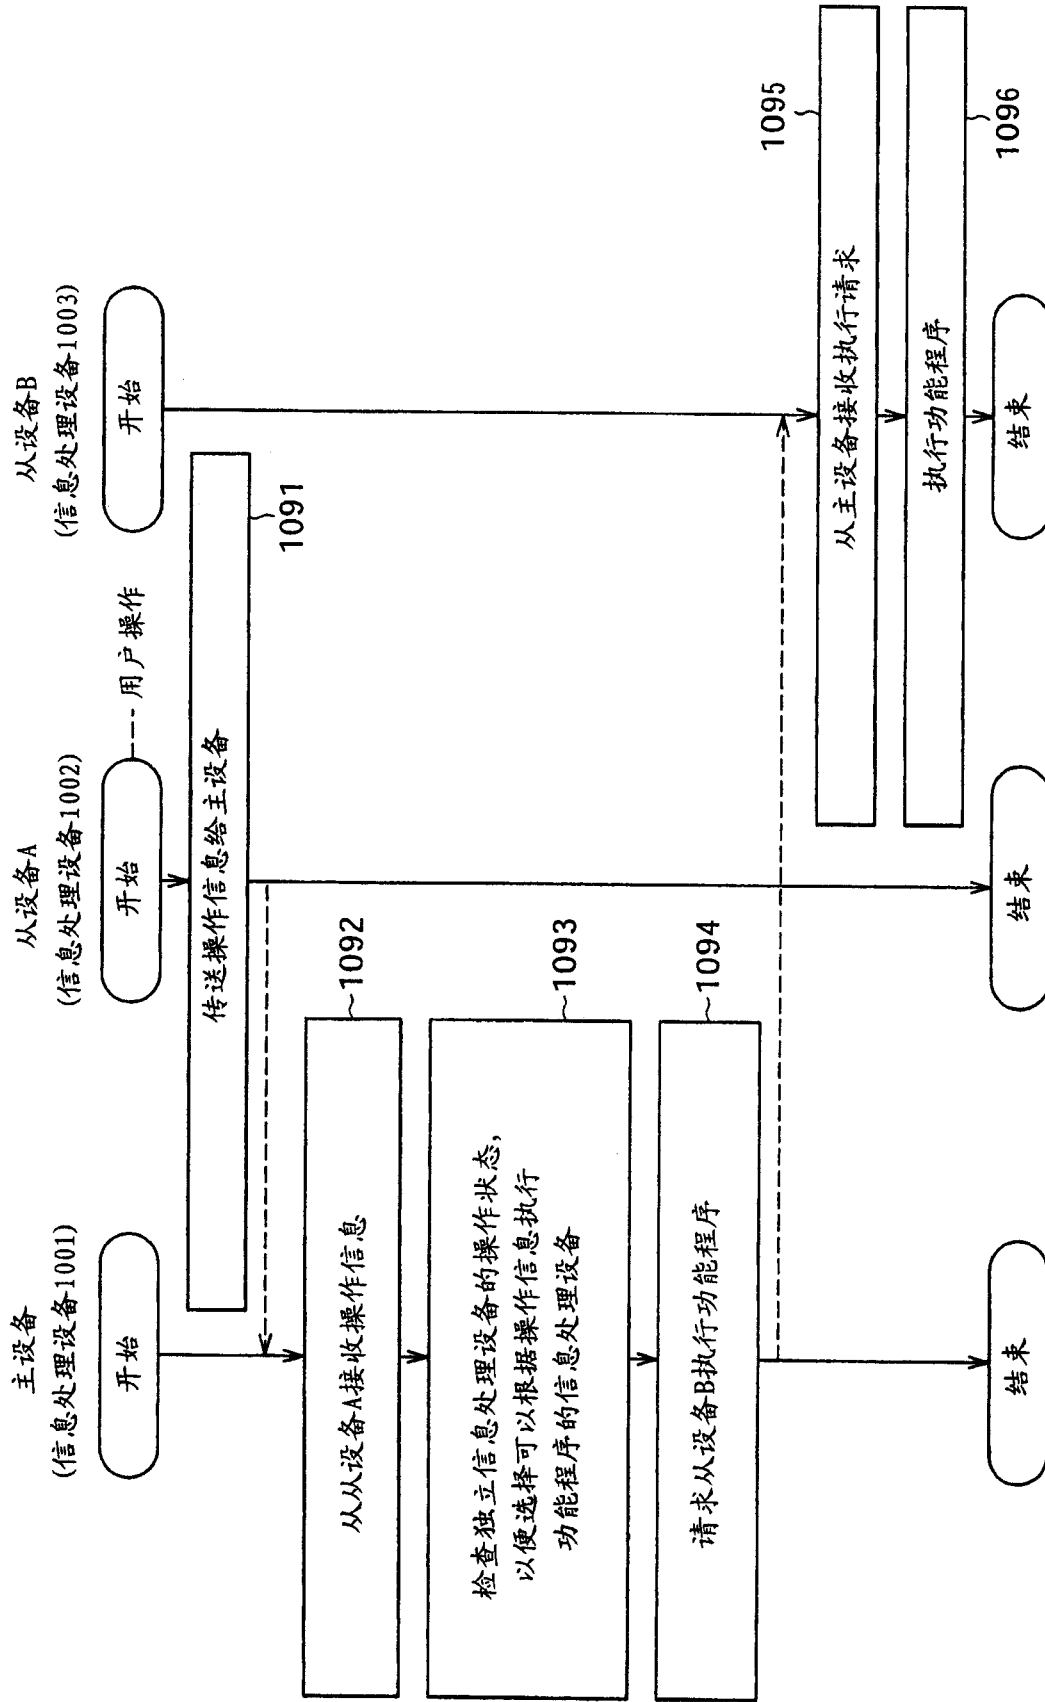 主设备
(信息处理设备1001)
从设备A
(信息处理设备1002)
从设备B
(信息处理设备1003)
开始
开始
用户操作
开始
传送操作信息给主设备
1091
从从设备A接收操作信息
1092
检查独立信息处理设备的操作状态,
以便选择可以根据操作信息执行
功能程序的信息处理设备
1093
请求从设备B执行功能程序
1094
从主设备接收执行请求
1095
执行功能程序
1096
结束
结束
结束